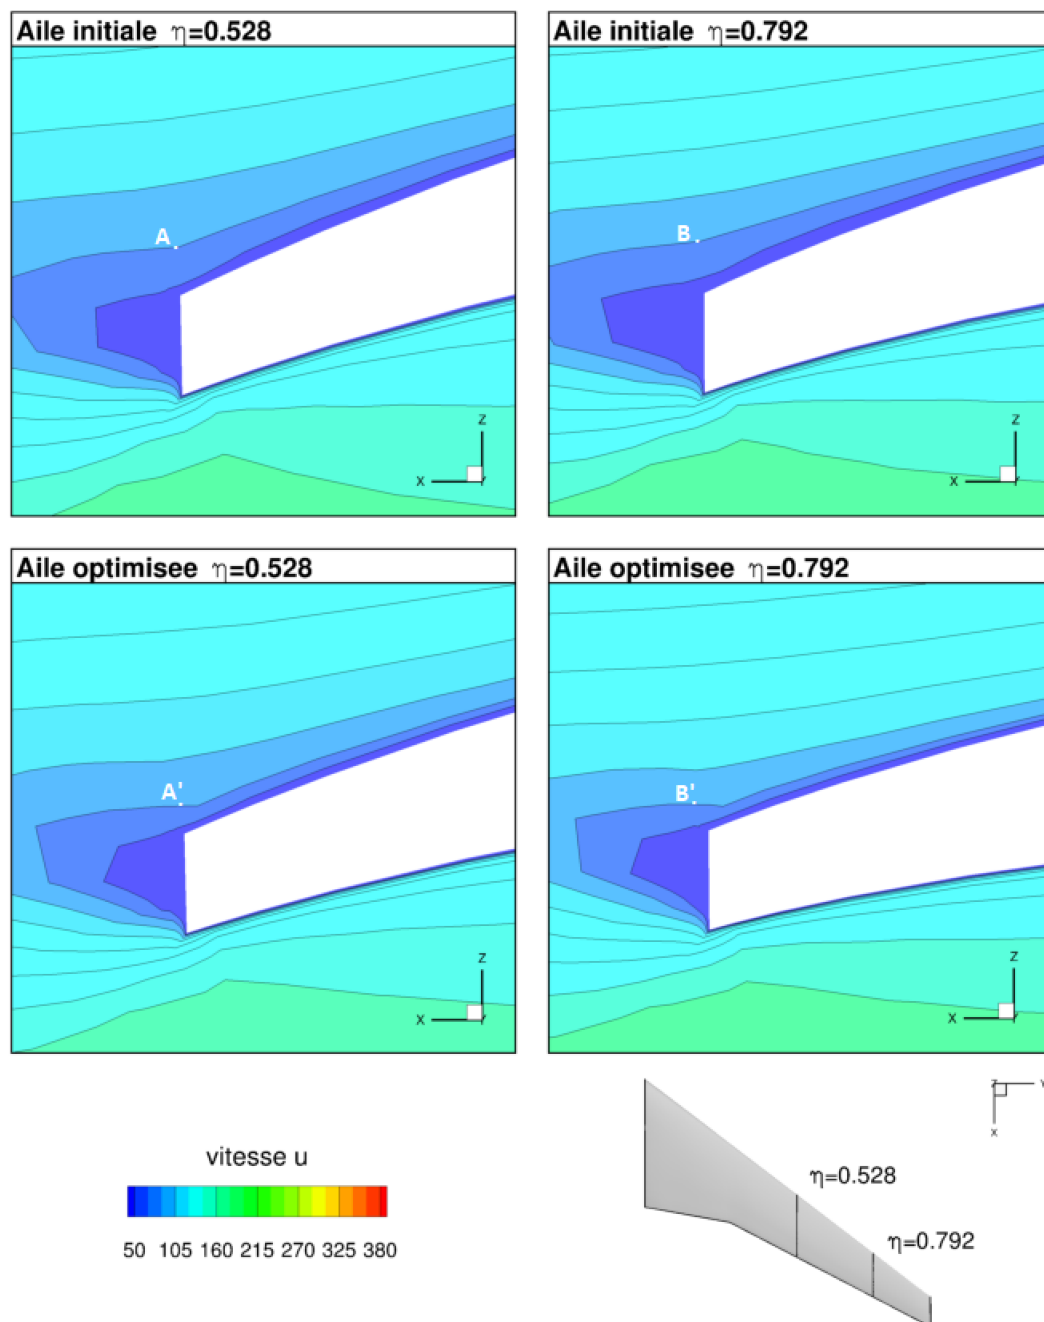 Aile initiale η=0.528
A
Z
X
Y
Aile initiale η=0.792
B
Z
X
Y
Aile optimisee η=0.528
A'
Z
X
Y
Aile optimisee η=0.792
B'
Z
X
Y
vitesse u
50 105 160 215 270 325 380
η=0.528
η=0.792
Z
Y
X